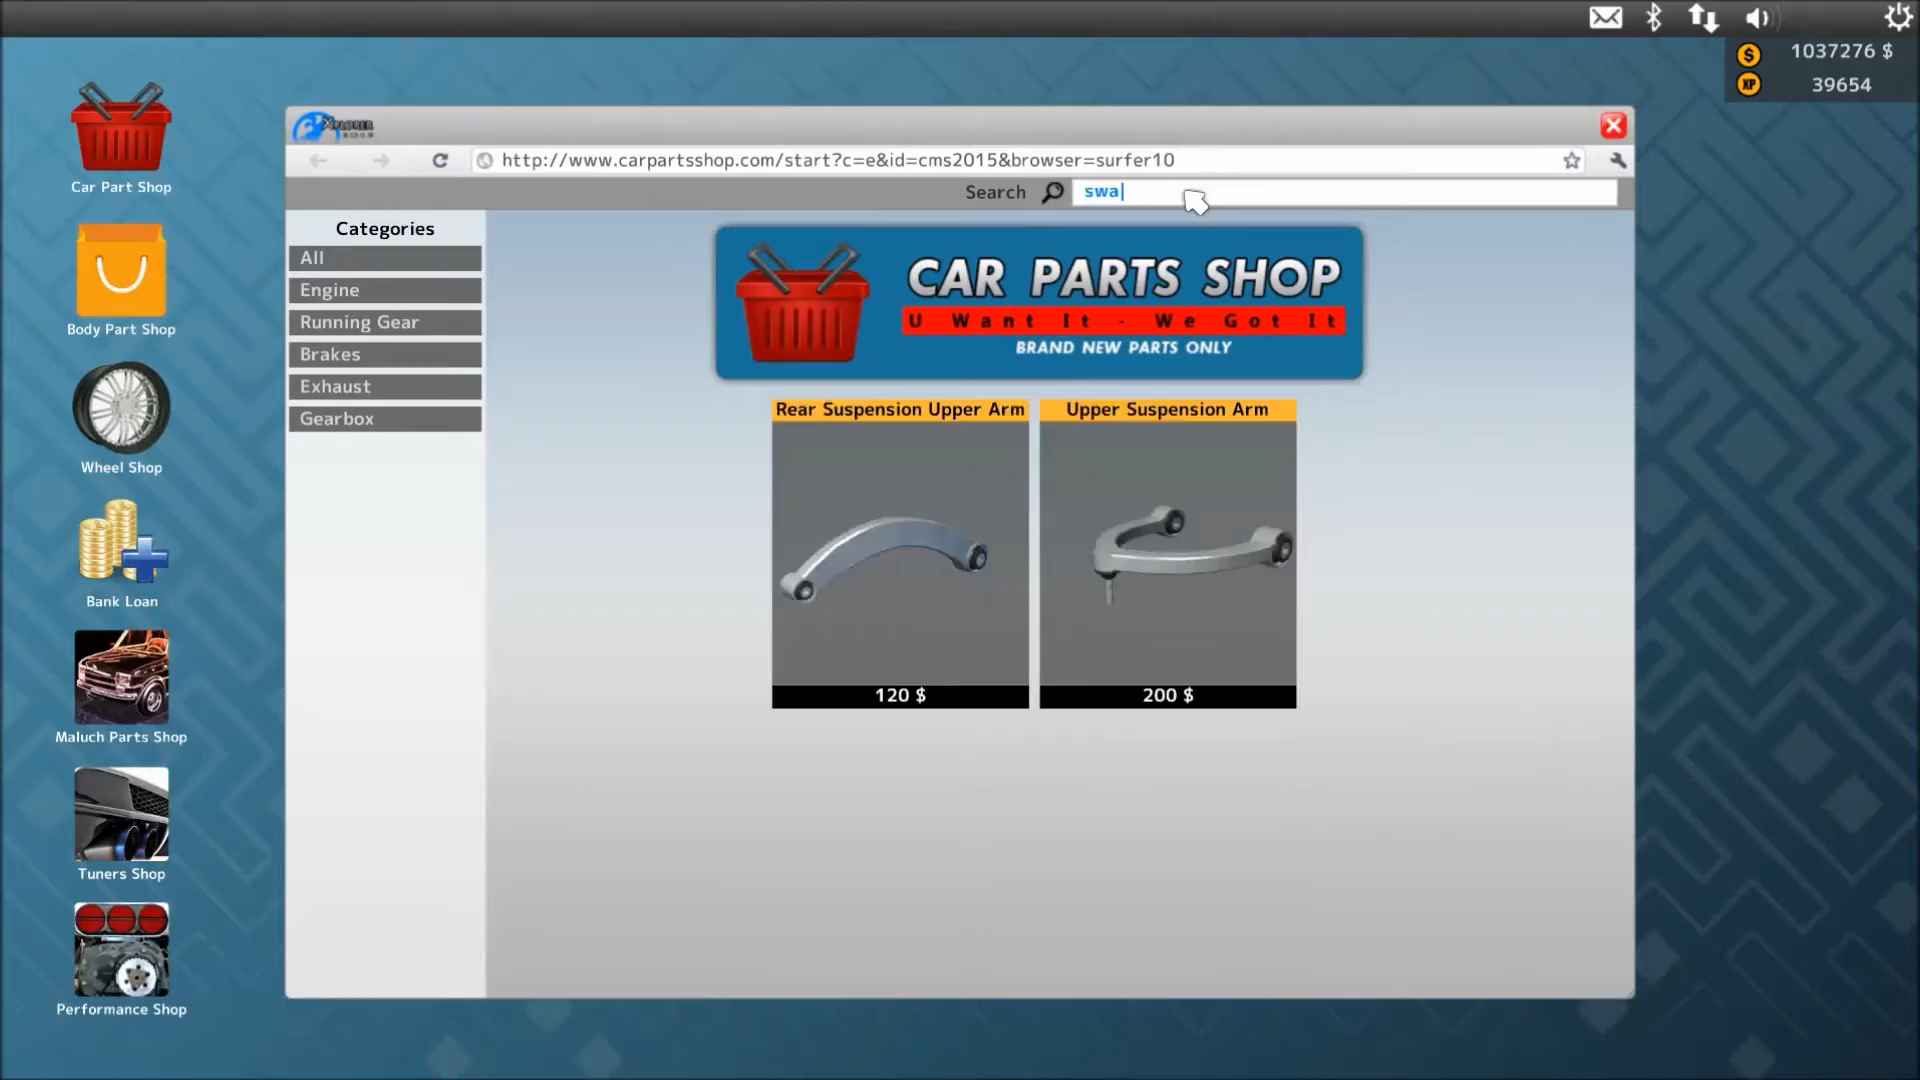 1037276 $
39654
Car Part Shop
Body Part Shop
Wheel Shop
Bank Loan
Maluch Parts Shop
Tuners Shop
Performance Shop
XPLORER
http://www.carpartsshop.com/start?c=e&id=cms2015&browser=surfer10
Search
swa
Categories
All
Engine
Running Gear
Brakes
Exhaust
Gearbox
CAR PARTS SHOP
U Want It - We Got It
BRAND NEW PARTS ONLY
Rear Suspension Upper Arm
120 $
Upper Suspension Arm
200 $